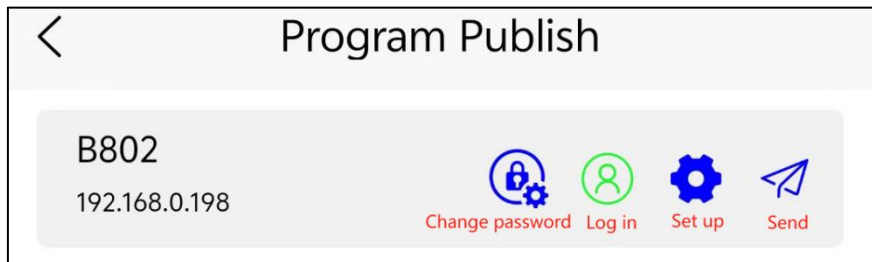 Program Publish
B802
192.168.0.198
Change password Log in Set up Send